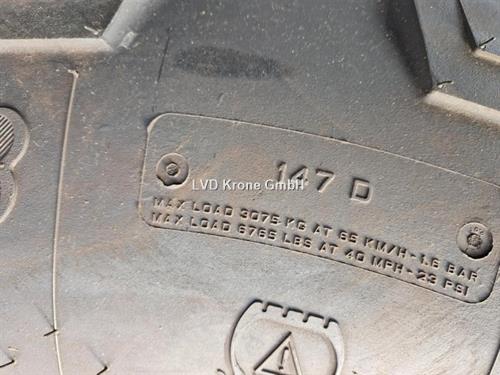 147 D
LVD Krone GmbH
MAX LOAD 3075 KG AT 65 KM/H - 1.6 BAR
MAX LOAD 6765 LBS AT 40 MPH - 23 PSI